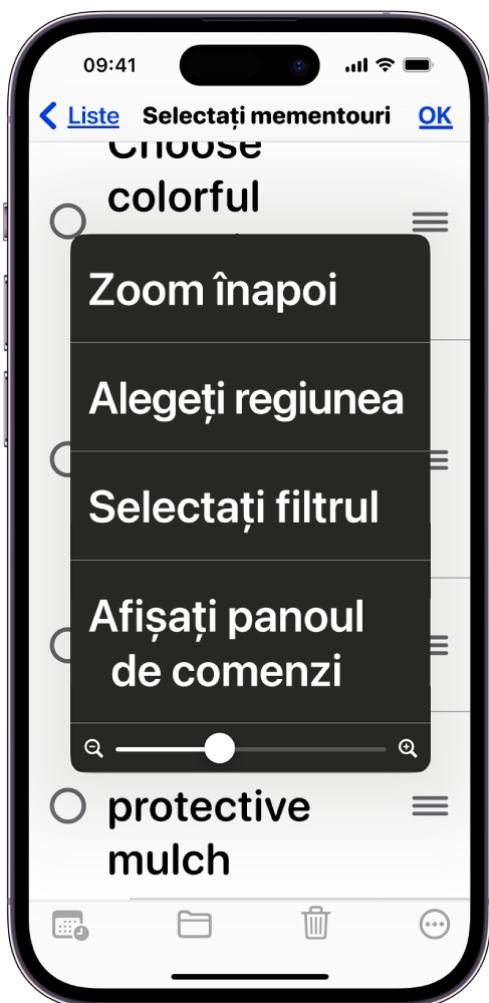 09:41
Liste Selectați mementouri OK
Choose
colorful
Zoom înapoi
Alegeți regiunea
Selectați filtrul
Afișați panoul
de comenzi
protective
mulch